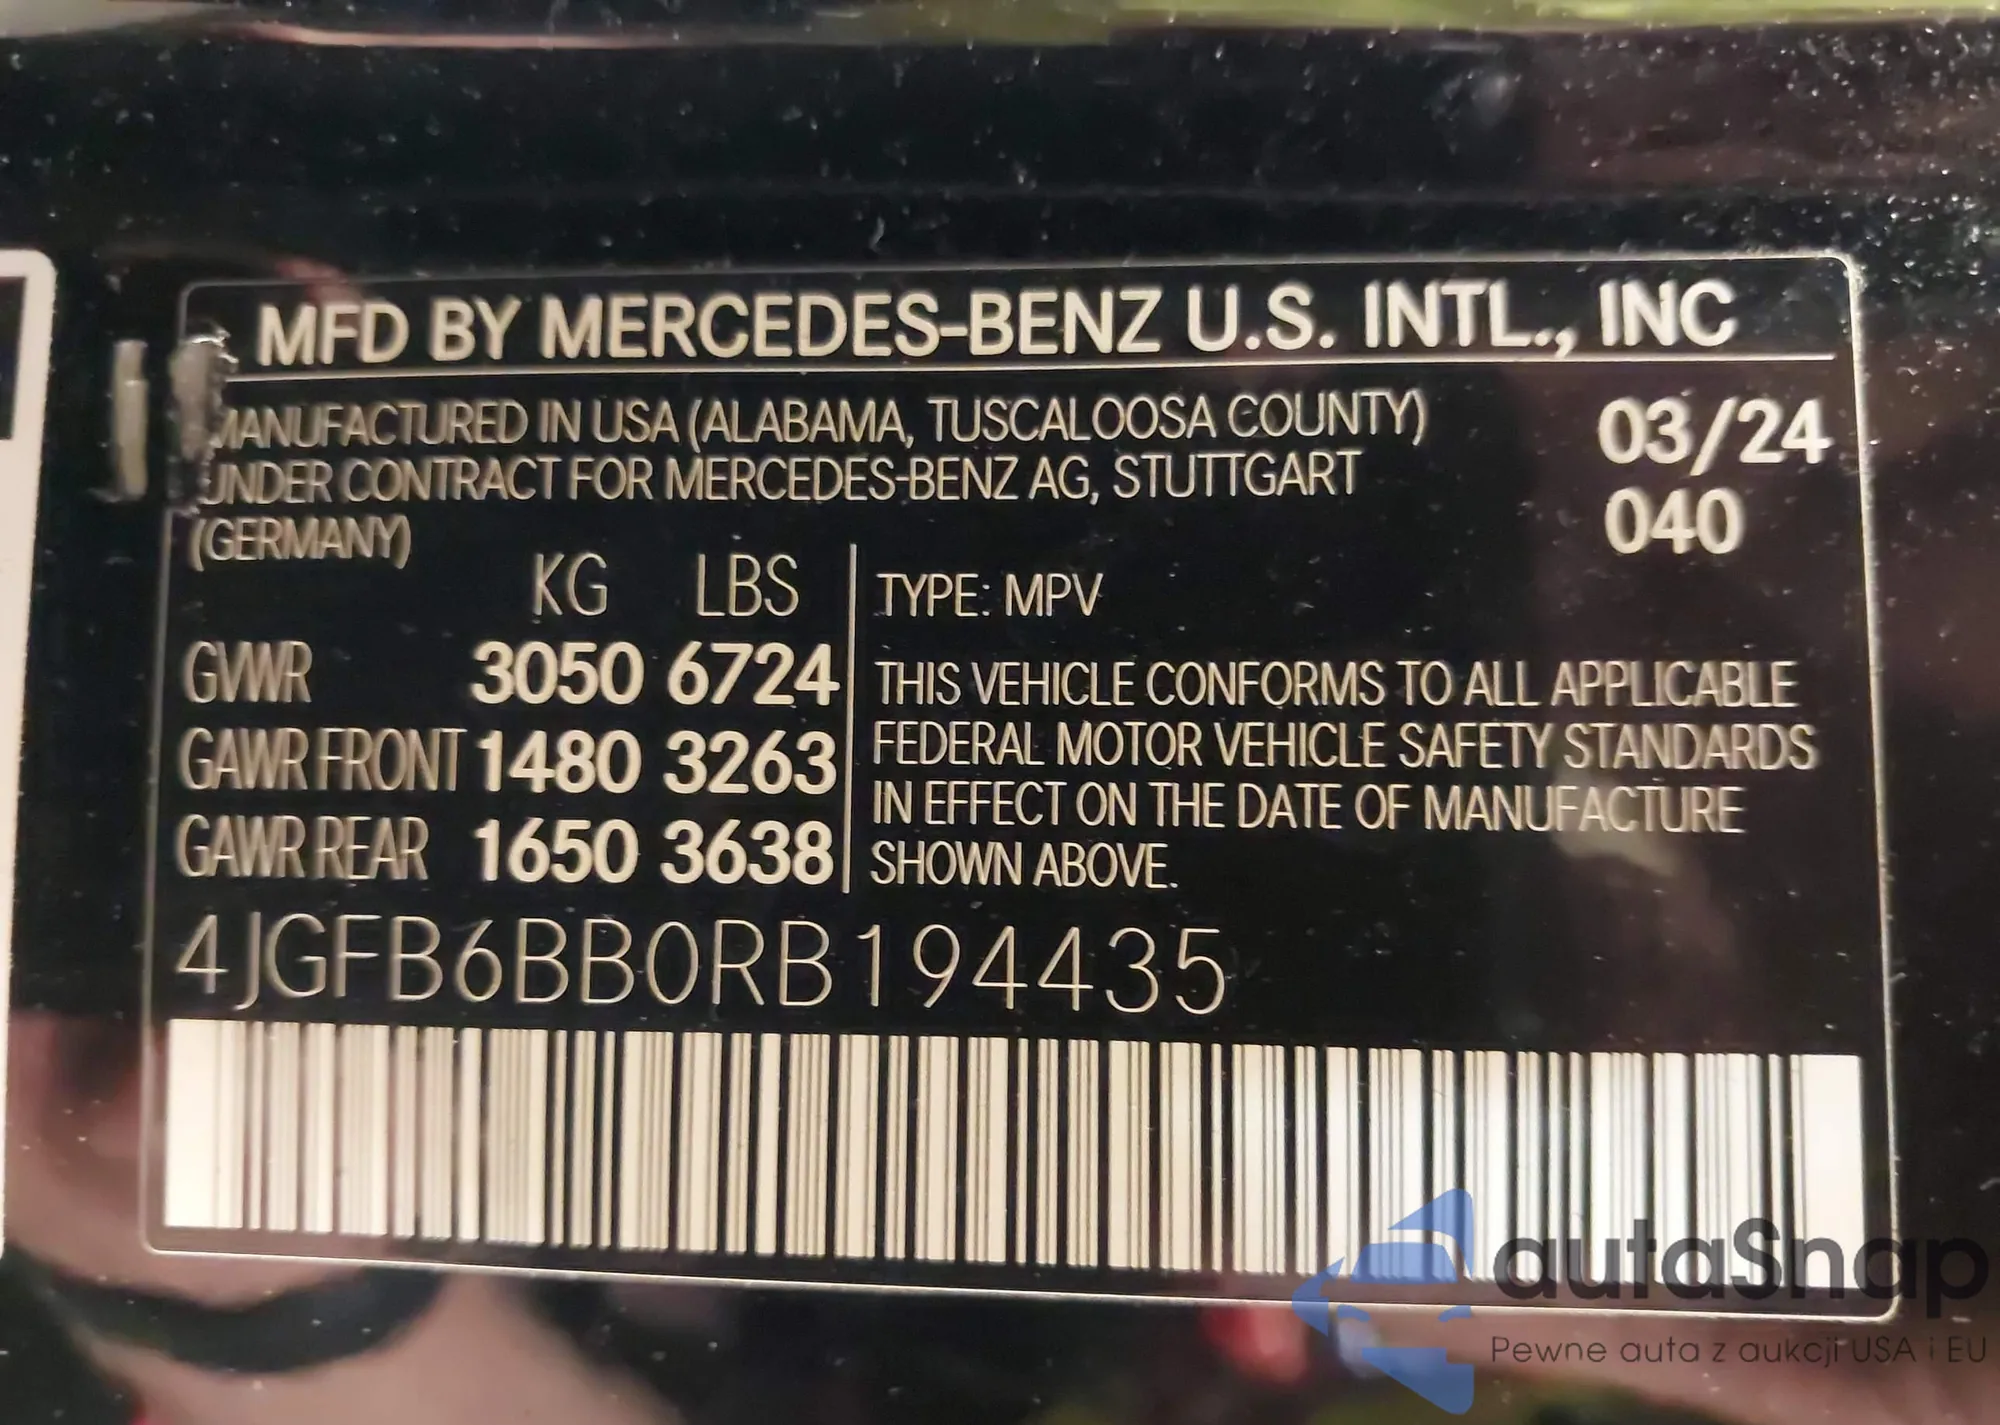 MFD BY MERCEDES-BENZ U.S. INTL., INC
MANUFACTURED IN USA (ALABAMA, TUSCALOOSA COUNTY) 03/24
UNDER CONTRACT FOR MERCEDES-BENZ AG, STUTTGART 040
(GERMANY)
KG LBS
GVWR 3050 6724
GAWR FRONT 1480 3263
GAWR REAR 1650 3638
TYPE: MPV
THIS VEHICLE CONFORMS TO ALL APPLICABLE
FEDERAL MOTOR VEHICLE SAFETY STANDARDS
IN EFFECT ON THE DATE OF MANUFACTURE
SHOWN ABOVE.
4JGFB6BB0RB194435
autaSnap
Pewne auta z aukcji USA i EU